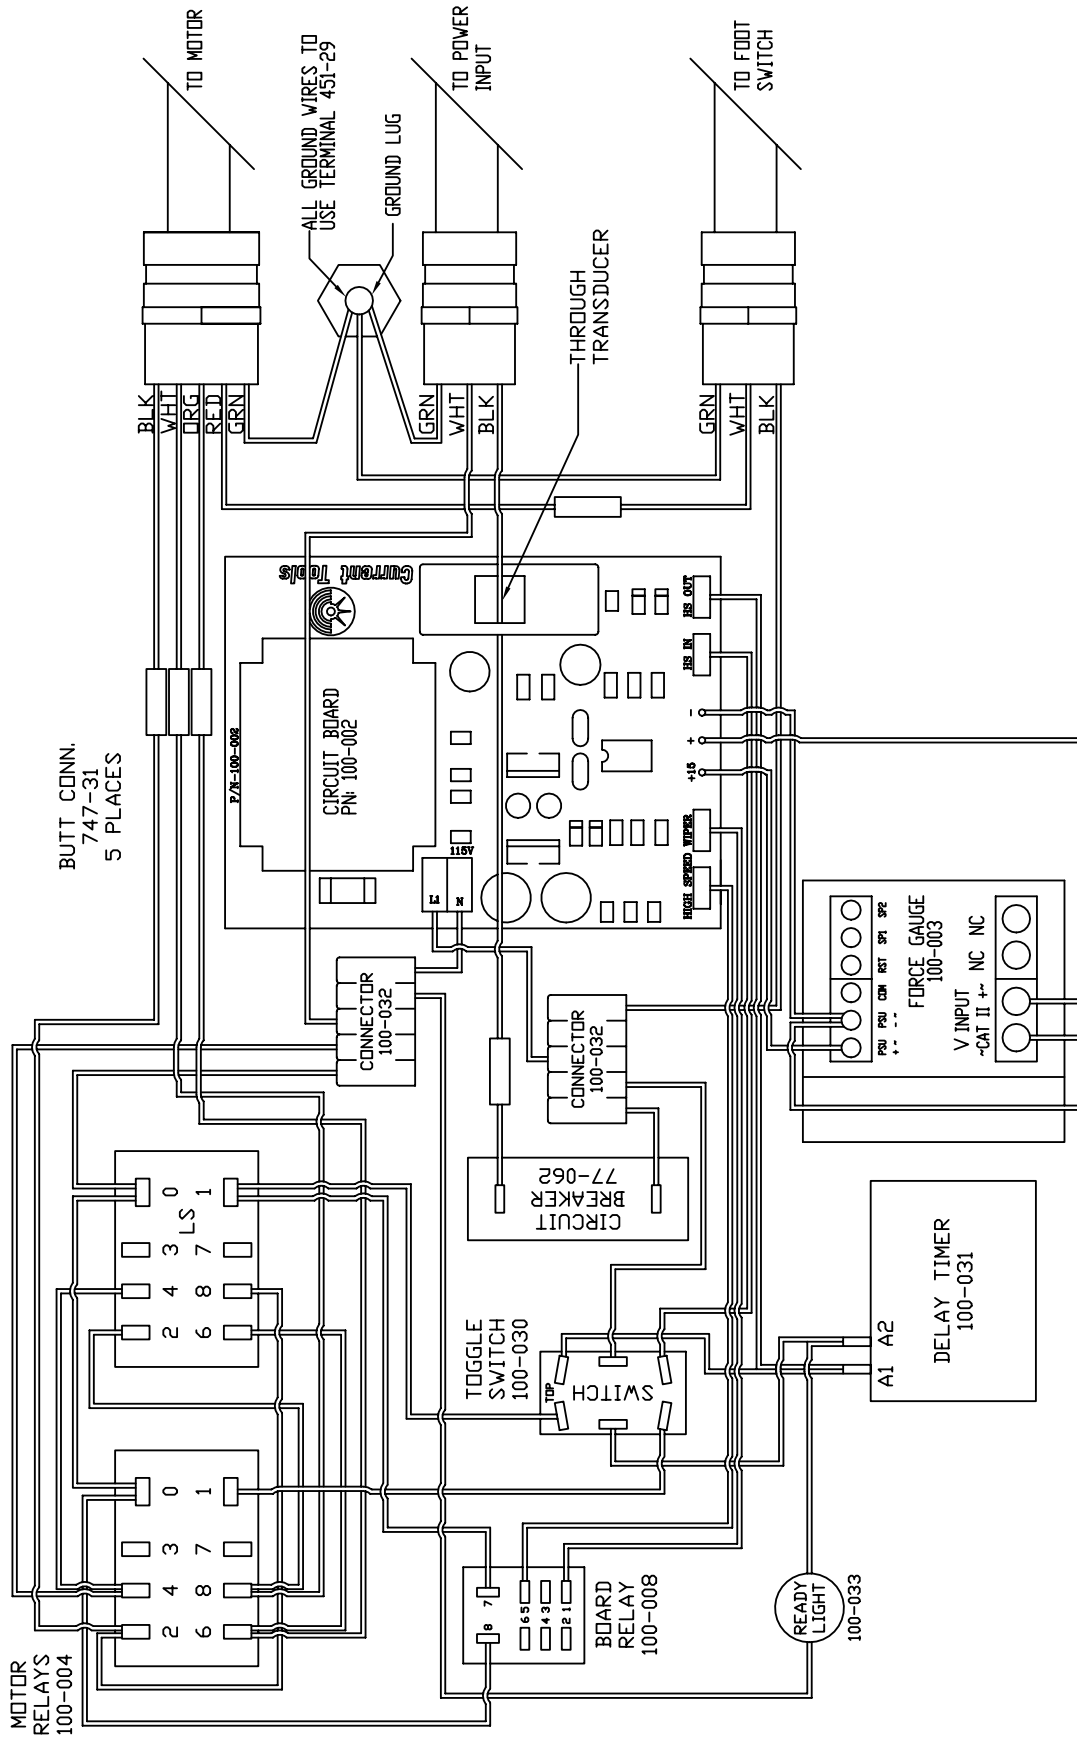 TO MOTOR
ALL GROUND WIRES TO
USE TERMINAL 451-29
GROUND LUG
TO POWER
INPUT
THROUGH
TRANSDUCER
TO FOOT
SWITCH
BLK
WHT
ORG
RED
GRN
GRN
WHT
BLK
GRN
WHT
BLK
BUTT CONN.
747-31
5 PLACES
P/N-100-002
CIRCUIT BOARD
PN: 100-002
Current Tools
115V
L1
N
HIGH SPEED
WIPER
+15
+
-
HS IN
HS OUT
CONNECTOR
100-032
CONNECTOR
100-032
CIRCUIT
BREAKER
77-062
FORCE GAUGE
100-003
PSU
+ ~
PSU
- ~
COM
RST
SP1
SP2
V INPUT
~CAT II +~
NC
NC
DELAY TIMER
100-031
A1
A2
TOGGLE
SWITCH
100-030
TOP
SWITCH
MOTOR
RELAYS
100-004
2
4
3
0
6
8
7
1
2
4
3
0
LS
6
8
7
1
BOARD
RELAY
100-008
8
7
6
5
4
3
2
1
READY
LIGHT
100-033